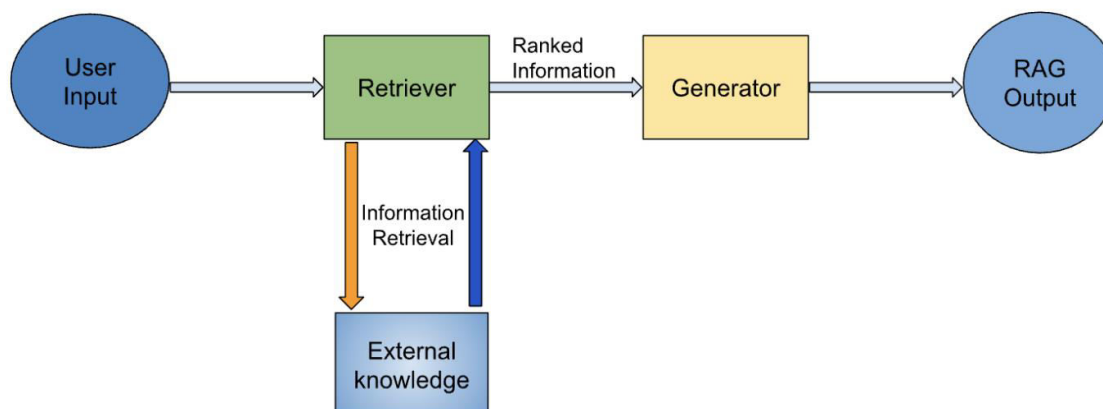 User
Input
Retriever
Ranked
Information
Generator
RAG
Output
Information
Retrieval
External
knowledge